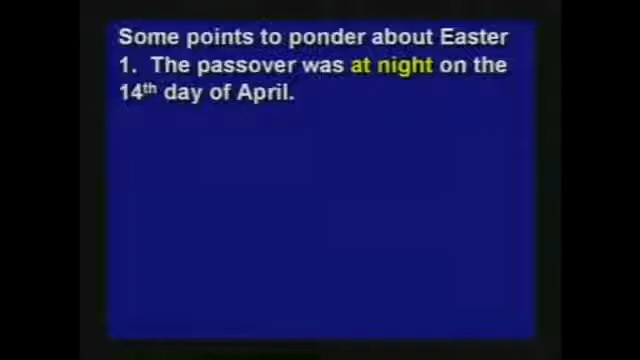 Some points to ponder about Easter
1. The passover was at night on the
14th day of April.